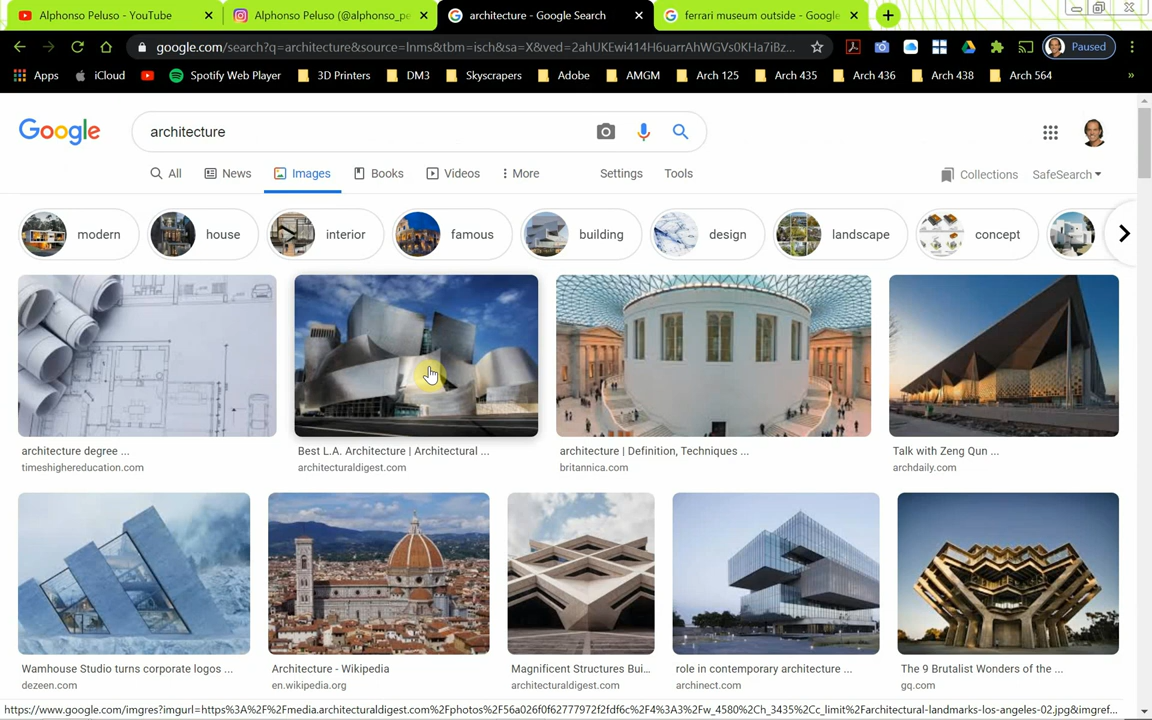 Alphonso Peluso - YouTube
Alphonso Peluso (@alphonso_pe
architecture - Google Search
ferrari museum outside - Google
google.com/search?q=architecture&source=lnms&tbm=isch&sa=X&ved=2ahUKEwi414H6uarrAhWGVs0KHa7iBz...
Paused
Apps
iCloud
Spotify Web Player
3D Printers
DM3
Skyscrapers
Adobe
AMGM
Arch 125
Arch 435
Arch 436
Arch 438
Arch 564
»
Google
architecture
All
News
Images
Books
Videos
More
Settings
Tools
Collections
SafeSearch
modern
house
interior
famous
building
design
landscape
concept
architecture degree ...
timeshighereducation.com
Best L.A. Architecture | Architectural ...
architecturaldigest.com
architecture | Definition, Techniques ...
britannica.com
Talk with Zeng Qun ...
archdaily.com
Wamhouse Studio turns corporate logos ...
dezeen.com
Architecture - Wikipedia
en.wikipedia.org
Magnificent Structures Bui...
architecturaldigest.com
role in contemporary architecture ...
archinect.com
The 9 Brutalist Wonders of the ...
gq.com
https://www.google.com/imgres?imgurl=https%3A%2F%2Fmedia.architecturaldigest.com%2Fphotos%2F56a026f0f62777972f2fdf6c%2F4%3A3%2Fw_4580%2Ch_3435%2Cc_limit%2Farchitectural-landmarks-los-angeles-02.jpg&imgref...